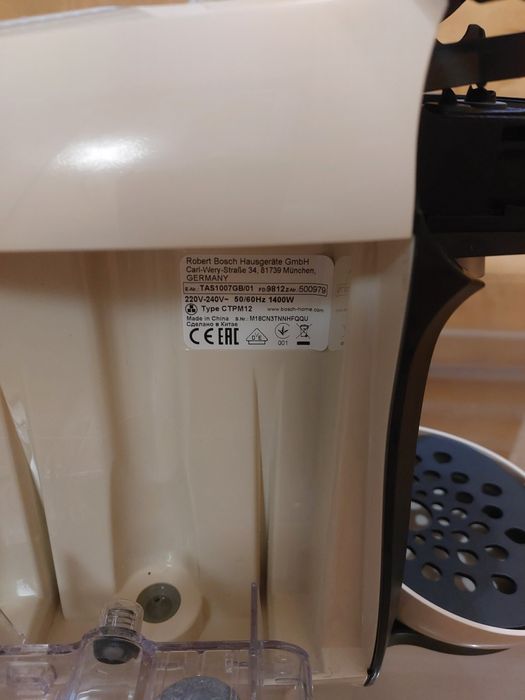 Robert Bosch Hausgeräte GmbH
Carl-Wery-Straße 34, 81739 München,
GERMANY
E-Nr. TAS1007GB/01 FD 9812 Z-Nr. 500979
220V-240V~ 50/60Hz 1400W
Type CTPM12 www.bosch-home.com
Made in China S.Nr.: M18CN3TNNHFQQU
Сделано в Китае
CE EAC 001